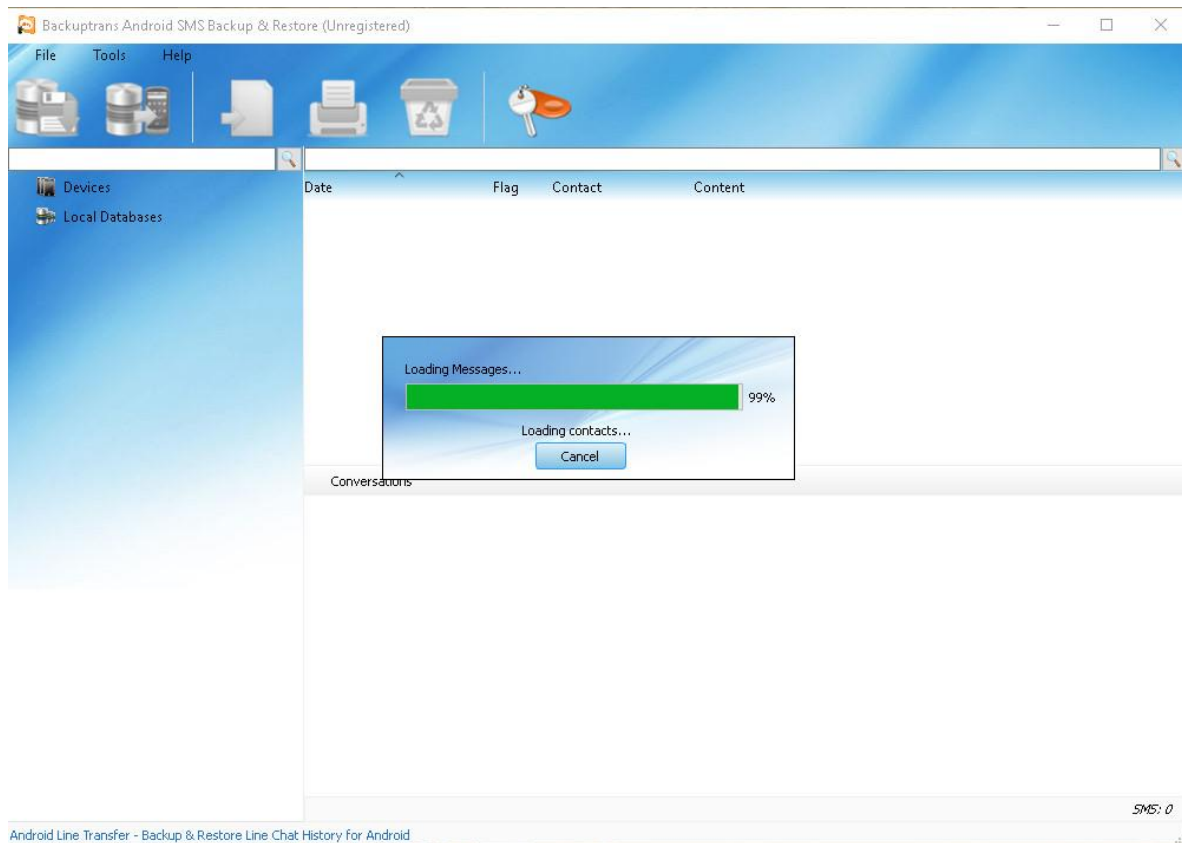 Backuptrans Android SMS Backup & Restore (Unregistered)
File Tools Help
Devices
Local Databases
Date Flag Contact Content
Loading Messages...
99%
Loading contacts...
Cancel
Conversations
SMS: 0
Android Line Transfer - Backup & Restore Line Chat History for Android